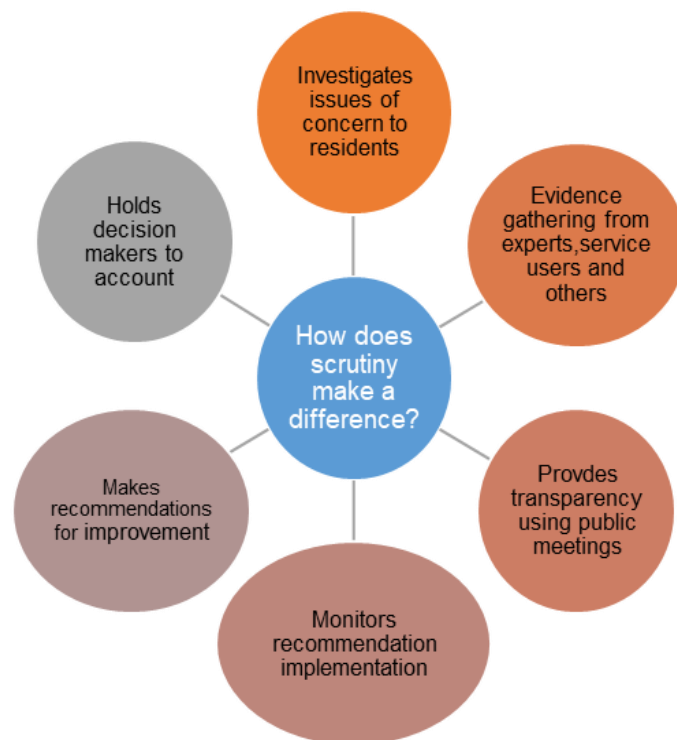 Investigates
issues of
concern to
residents
Evidence
gathering from
experts,service
users and
others
Provdes
transparency
using public
meetings
Monitors
recommendation
implementation
Makes
recommendations
for improvement
Holds
decision
makers to
account
How does
scrutiny
make a
difference?